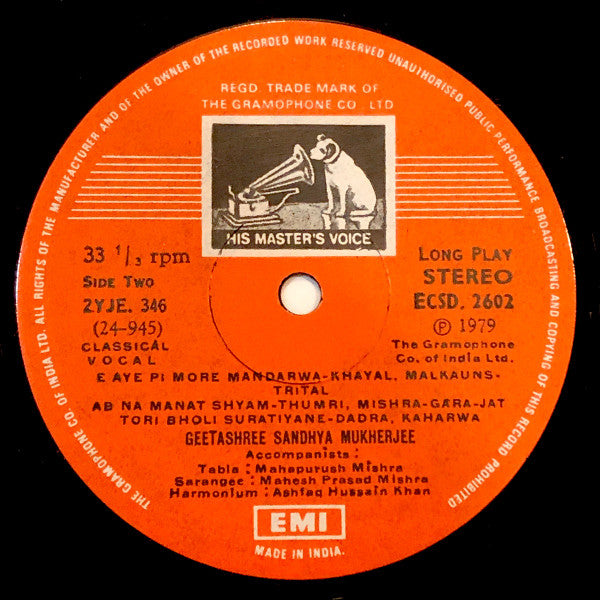 THE GRAMOPHONE CO. OF INDIA LTD. ALL RIGHTS OF THE MANUFACTURER AND OF THE OWNER OF THE RECORDED WORK RESERVED UNAUTHORISED PUBLIC PERFORMANCE BROADCASTING AND COPYING OF THIS RECORD PROHIBITED
REGD. TRADE MARK OF
THE GRAMOPHONE CO. LTD
HIS MASTER'S VOICE
33 1/3 rpm
SIDE TWO
2YJE. 346
(24-945)
CLASSICAL
VOCAL
LONG PLAY
STEREO
ECSD. 2602
℗ 1979
The Gramophone
Co. of India Ltd.
E AYE PI MORE MANDARWA-KHAYAL, MALKAUNS-
TRITAL
AB NA MANAT SHYAM-THUMRI, MISHRA-GARA-JAT
TORI BHOLI SURATIYANE-DADRA, KAHARWA
GEETASHREE SANDHYA MUKHERJEE
Accompanists :
Tabla : Mahapurush Mishra
Sarangee : Mahesh Prasad Mishra
Harmonium : Ashfaq Hussain Khan
EMI
MADE IN INDIA.